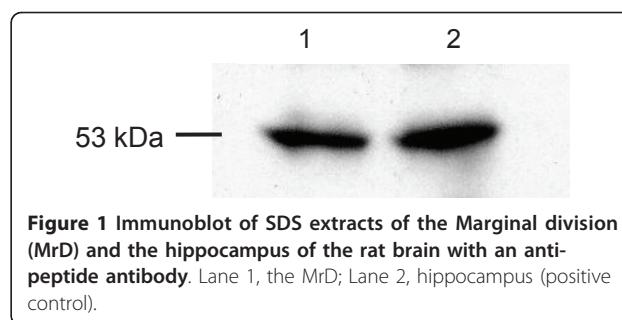 1 2
53 kDa
Figure 1 Immunoblot of SDS extracts of the Marginal division
(MrD) and the hippocampus of the rat brain with an anti-
peptide antibody. Lane 1, the MrD; Lane 2, hippocampus (positive
control).